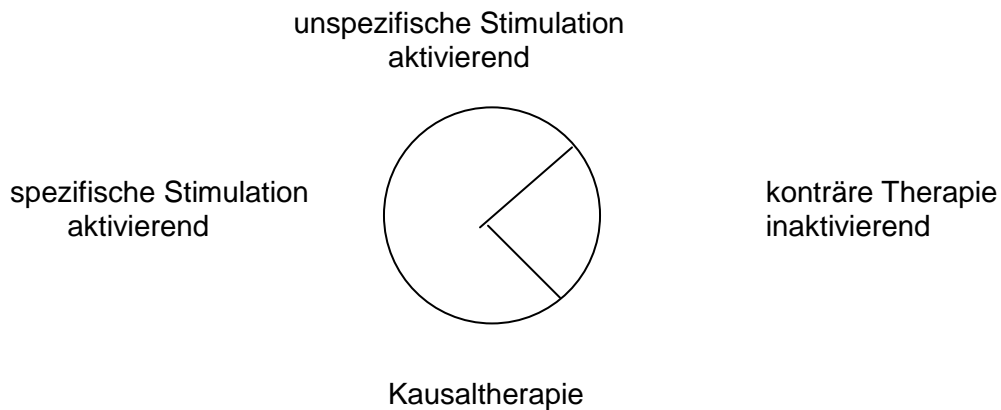 unspezifische Stimulation
aktivierend
spezifische Stimulation
aktivierend
konträre Therapie
inaktivierend
Kausaltherapie